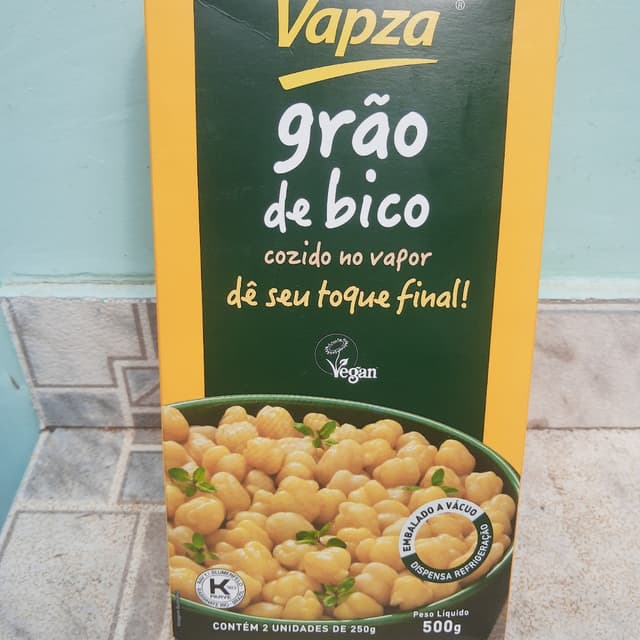 Vapza®
grão
de bico
cozido no vapor
dê seu toque final!
Vegan
EMBALADO A VÁCUO
DISPENSA REFRIGERAÇÃO
K
PARVE
Peso Líquido
500g
CONTÉM 2 UNIDADES DE 250g